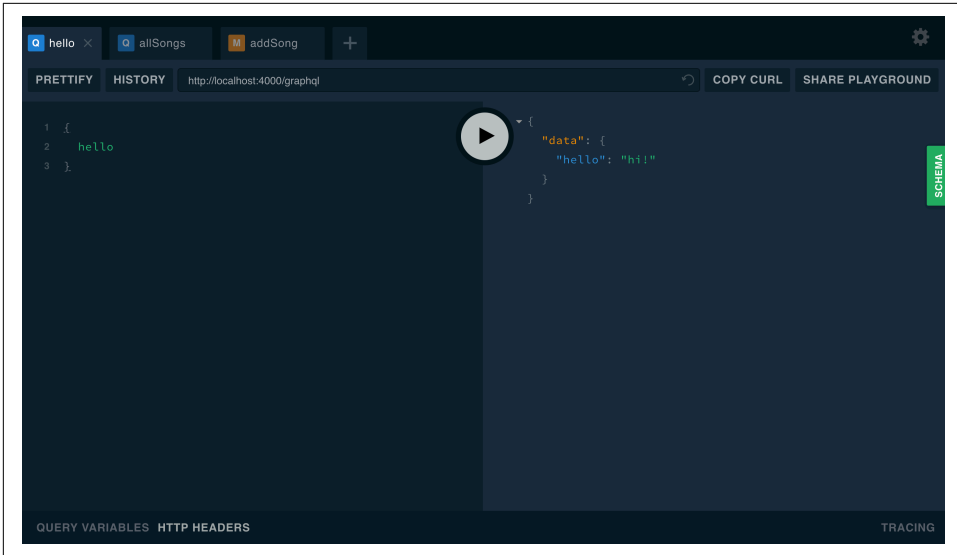 Q hello × Q allSongs M addSong +
PRETTIFY HISTORY http://localhost:4000/graphql COPY CURL SHARE PLAYGROUND
1 {
2 hello
3 }
{
"data": {
"hello": "hi!"
}
}
SCHEMA
QUERY VARIABLES HTTP HEADERS TRACING